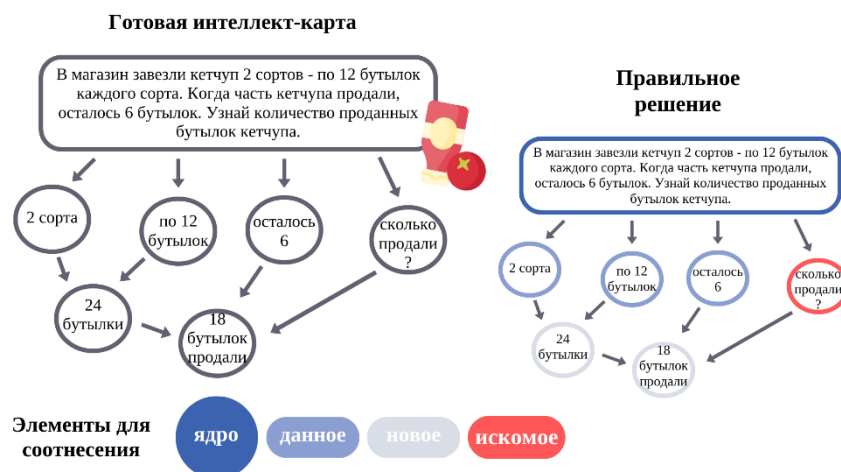 Готовая интеллект-карта
В магазин завезли кетчуп 2 сортов - по 12 бутылок
каждого сорта. Когда часть кетчупа продали,
осталось 6 бутылок. Узнай количество проданных
бутылок кетчупа.
2 сорта
по 12
бутылок
осталось
6
сколько
продали
?
24
бутылки
18
бутылок
продали
Правильное
решение
В магазин завезли кетчуп 2 сортов - по 12 бутылок
каждого сорта. Когда часть кетчупа продали,
осталось 6 бутылок. Узнай количество проданных
бутылок кетчупа.
2 сорта
по 12
бутылок
осталось
6
сколько
продали
?
24
бутылки
18
бутылок
продали
Элементы для
соотнесения
ядро
данное
новое
искомое